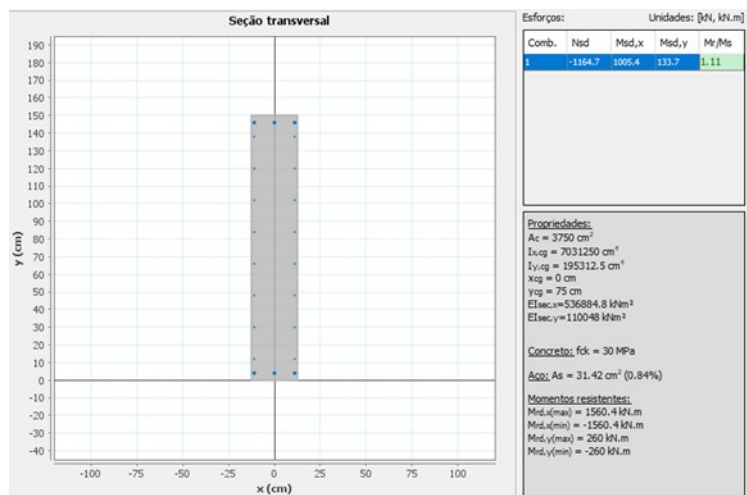 Seção transversal
190
180
170
160
150
140
130
120
110
100
90
80
70
60
50
40
30
20
10
0
-10
-20
-30
-40
y (cm)
-100 -75 -50 -25 0 25 50 75 100
x (cm)
Esforços: Unidades: [kN, kN.m]
Comb. Nsd Msd,x Msd,y Mr/Ms
1 -1164.7 1005.4 133.7 1.11
Propriedades:
Ac = 3750 cm²
Ix,cg = 7031250 cm⁴
Iy,cg = 195312.5 cm⁴
xcg = 0 cm
ycg = 75 cm
EIsec,x=536884.8 kNm²
EIsec,y=110048 kNm²
Concreto: fck = 30 MPa
Aço: As = 31.42 cm² (0.84%)
Momentos resistentes:
Mrd,x(max) = 1560.4 kN.m
Mrd,x(min) = -1560.4 kN.m
Mrd,y(max) = 260 kN.m
Mrd,y(min) = -260 kN.m